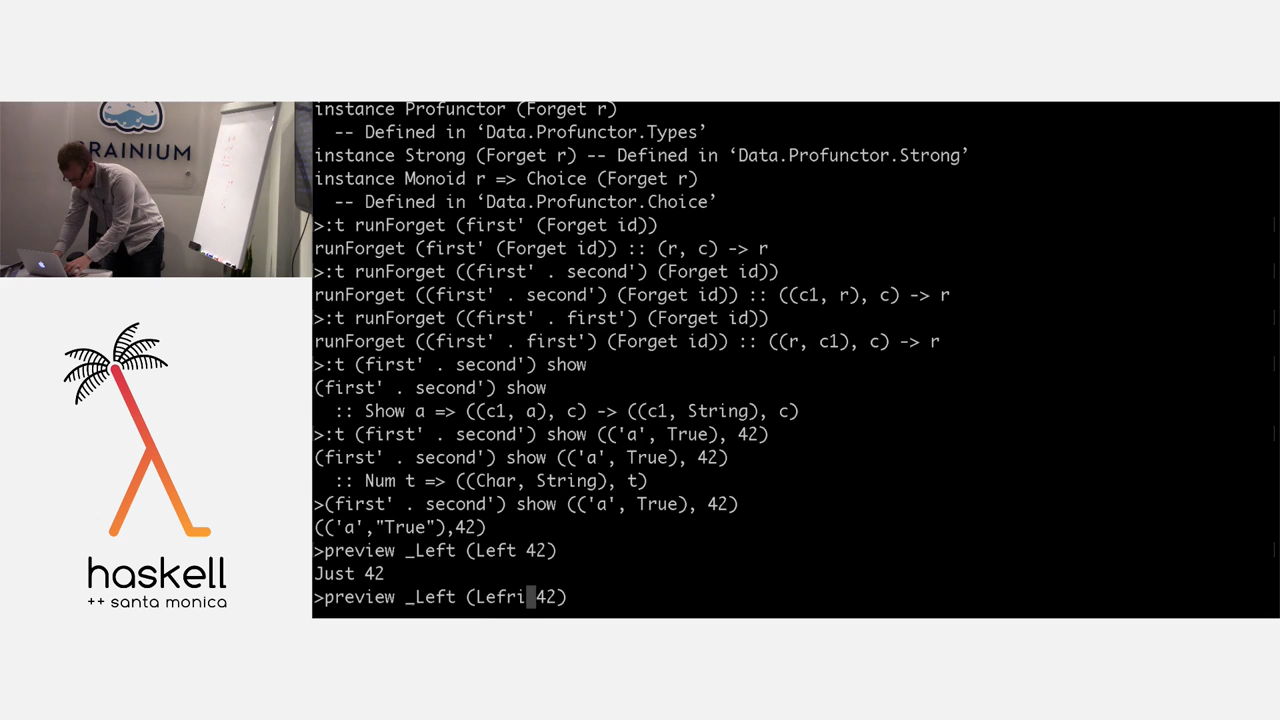 RAINIUM
instance Profunctor (Forget r)
-- Defined in ‘Data.Profunctor.Types’
instance Strong (Forget r) -- Defined in ‘Data.Profunctor.Strong’
instance Monoid r => Choice (Forget r)
-- Defined in ‘Data.Profunctor.Choice’
>:t runForget (first' (Forget id))
runForget (first' (Forget id)) :: (r, c) -> r
>:t runForget ((first' . second') (Forget id))
runForget ((first' . second') (Forget id)) :: ((c1, r), c) -> r
>:t runForget ((first' . first') (Forget id))
runForget ((first' . first') (Forget id)) :: ((r, c1), c) -> r
>:t (first' . second') show
(first' . second') show
:: Show a => ((c1, a), c) -> ((c1, String), c)
>:t (first' . second') show (('a', True), 42)
(first' . second') show (('a', True), 42)
:: Num t => ((Char, String), t)
>(first' . second') show (('a', True), 42)
(('a',"True"),42)
>preview _Left (Left 42)
Just 42
>preview _Left (Lefri 42)
haskell
++ santa monica